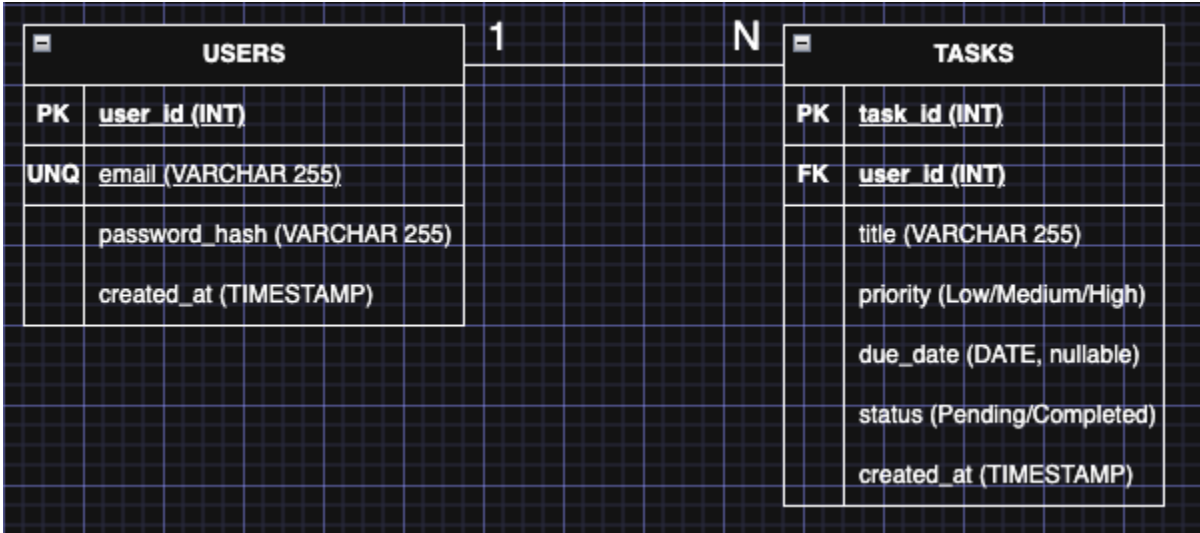 USERS
PK user_id (INT)
UNQ email (VARCHAR 255)
password_hash (VARCHAR 255)
created_at (TIMESTAMP)
1
N
TASKS
PK task_id (INT)
FK user_id (INT)
title (VARCHAR 255)
priority (Low/Medium/High)
due_date (DATE, nullable)
status (Pending/Completed)
created_at (TIMESTAMP)